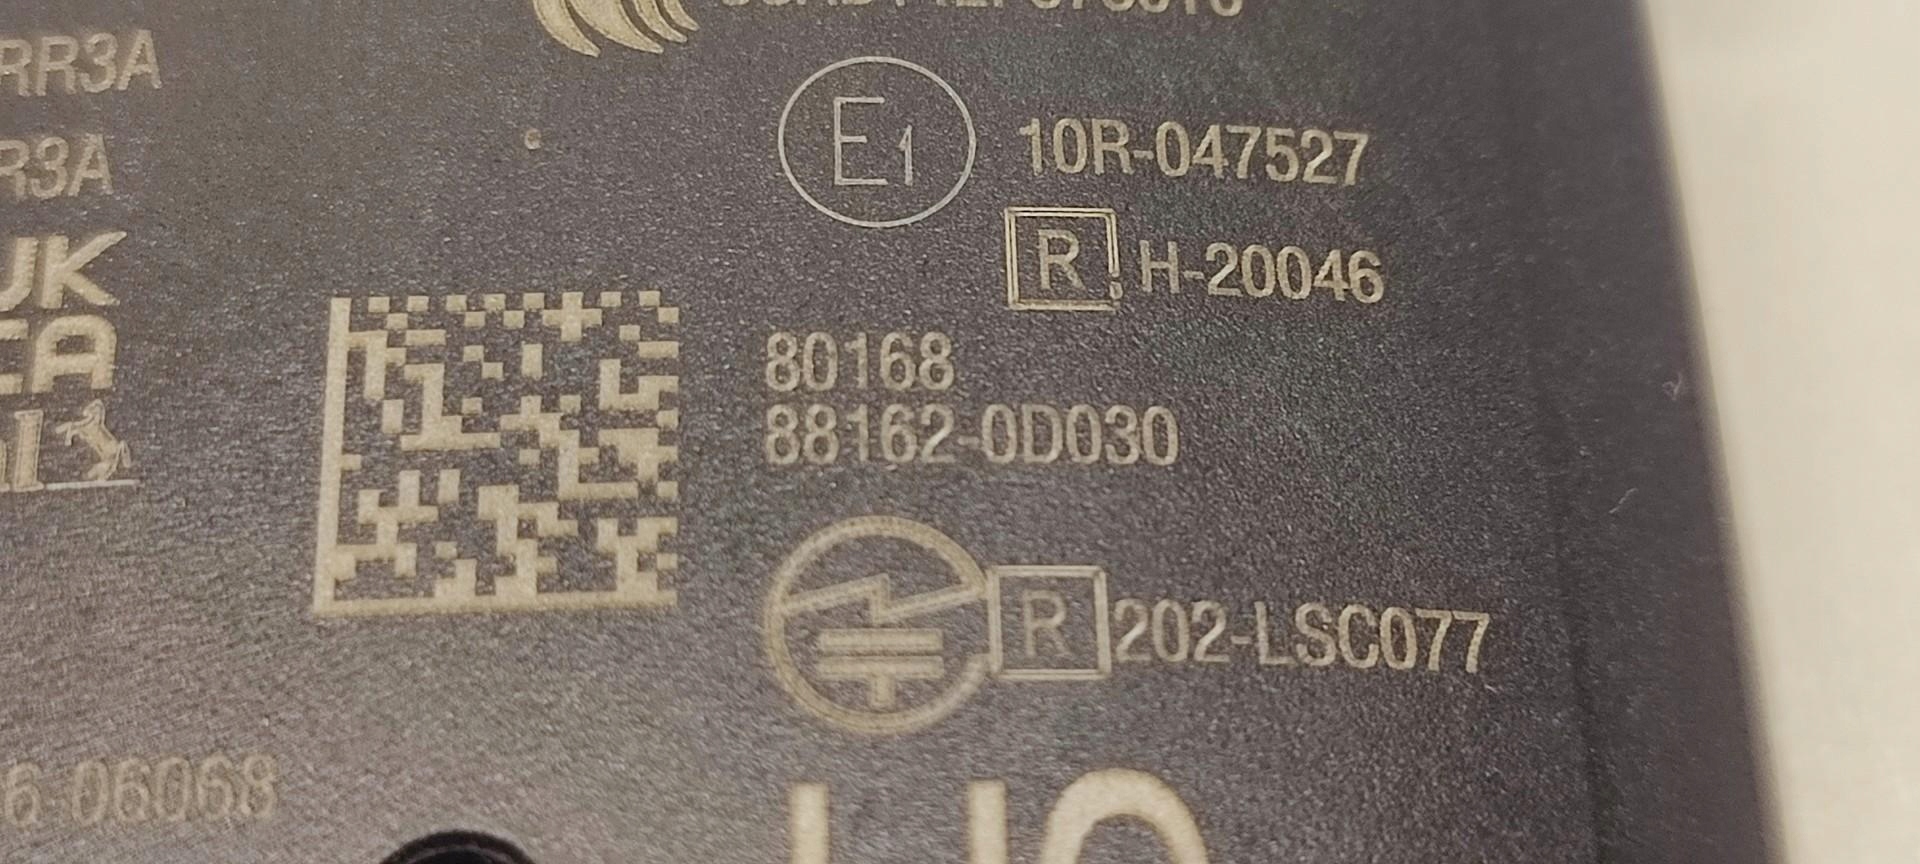 RR3A
E1 10R-047527
R3A
R H-20046
UK
CA
80168
88162-0D030
R 202-LSC077
6-06068